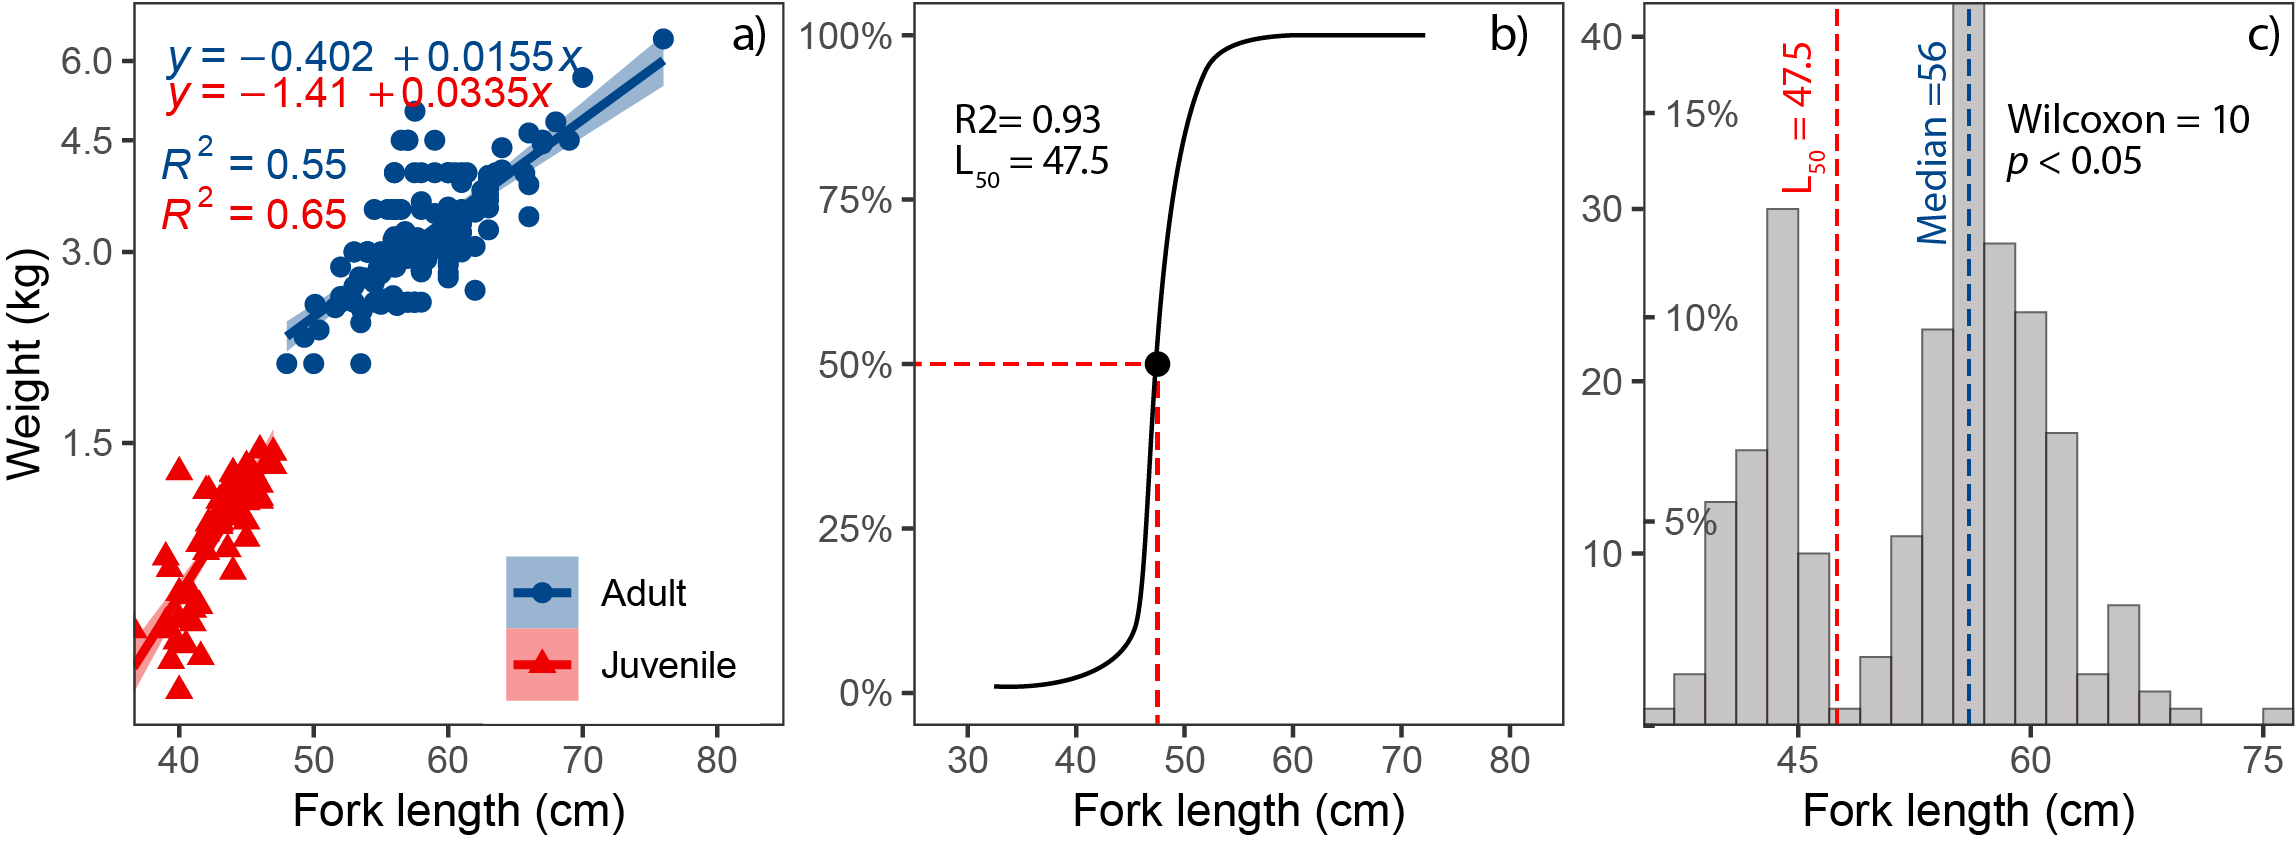 a)
y = −0.402 +0.0155x
y = −1.41 +0.0335x
R² = 0.55
R² = 0.65
6.0
4.5
3.0
1.5
Weight (kg)
Adult
Juvenile
40 50 60 70 80
Fork length (cm)
b)
R2= 0.93
L₅₀ = 47.5
100%
75%
50%
25%
0%
30 40 50 60 70 80
Fork length (cm)
c)
L₅₀ = 47.5
Median =56
Wilcoxon = 10
p < 0.05
40
30
20
10
15%
10%
5%
45 60 75
Fork length (cm)